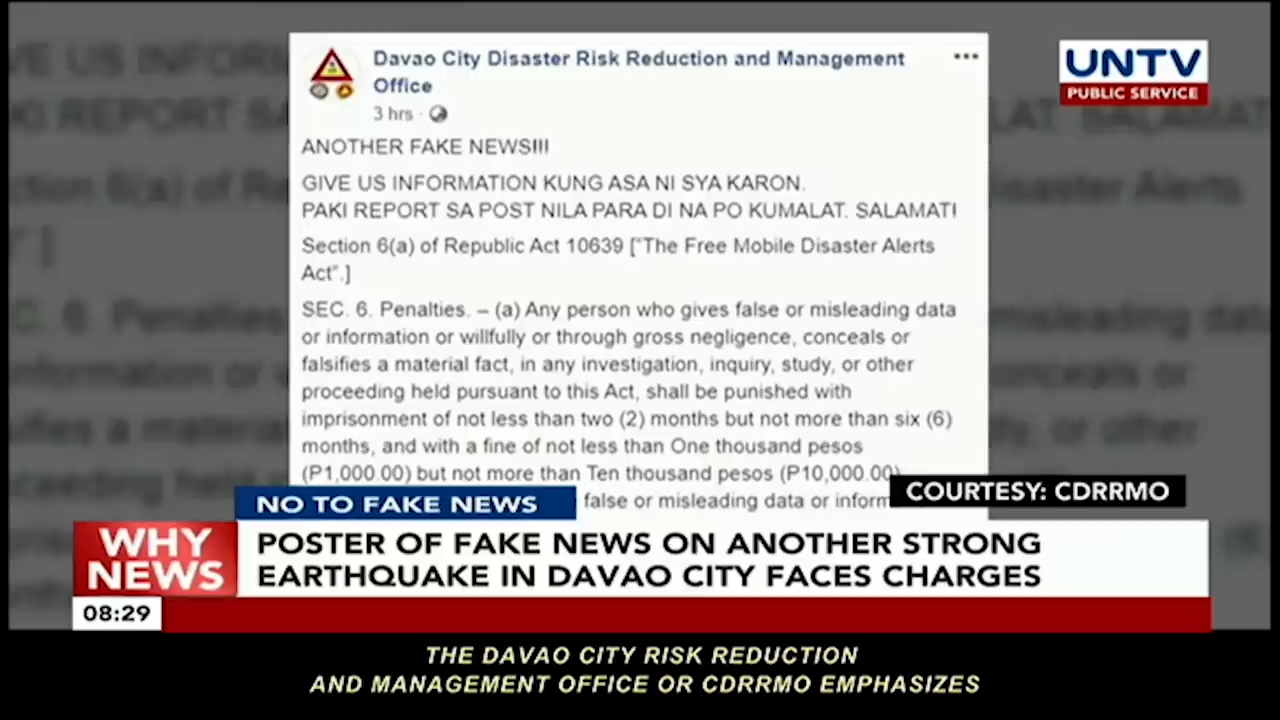 Davao City Disaster Risk Reduction and Management
Office
3 hrs ·
ANOTHER FAKE NEWS!!!
GIVE US INFORMATION KUNG ASA NI SYA KARON.
PAKI REPORT SA POST NILA PARA DI NA PO KUMALAT. SALAMAT!
Section 6(a) of Republic Act 10639 ["The Free Mobile Disaster Alerts
Act".]
SEC. 6. Penalties. – (a) Any person who gives false or misleading data
or information or willfully or through gross negligence, conceals or
falsifies a material fact, in any investigation, inquiry, study, or other
proceeding held pursuant to this Act, shall be punished with
imprisonment of not less than two (2) months but not more than six (6)
months, and with a fine of not less than One thousand pesos
(P1,000.00) but not more than Ten thousand pesos (P10,000.00)
false or misleading data or inform
UNTV
PUBLIC SERVICE
COURTESY: CDRRMO
NO TO FAKE NEWS
WHY
NEWS
POSTER OF FAKE NEWS ON ANOTHER STRONG
EARTHQUAKE IN DAVAO CITY FACES CHARGES
08:29
THE DAVAO CITY RISK REDUCTION
AND MANAGEMENT OFFICE OR CDRRMO EMPHASIZES